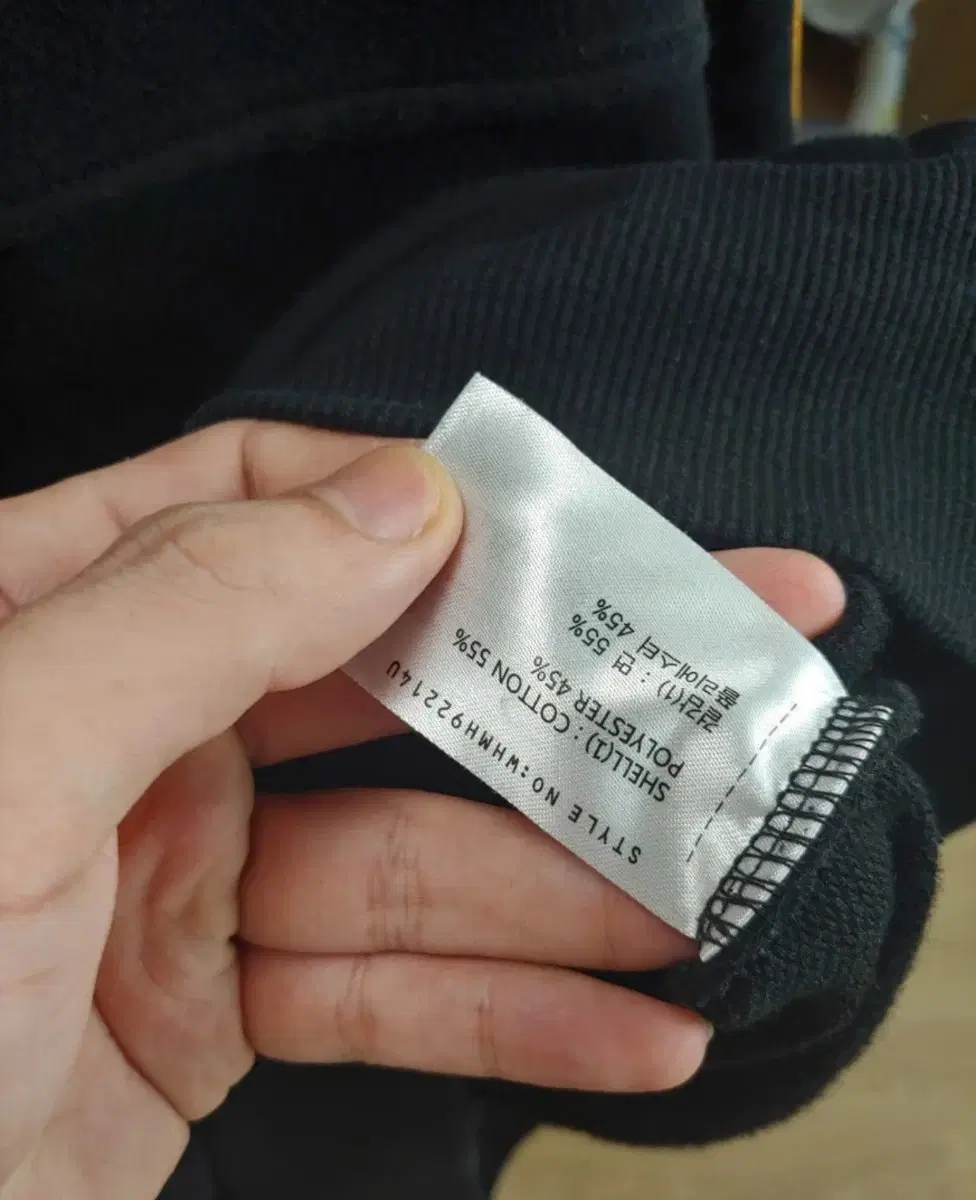 STYLE NO:WHMH92214U
SHELL(1) : COTTON 55%
POLYESTER 45%
겉감(1) : 면 55%
폴리에스터 45%